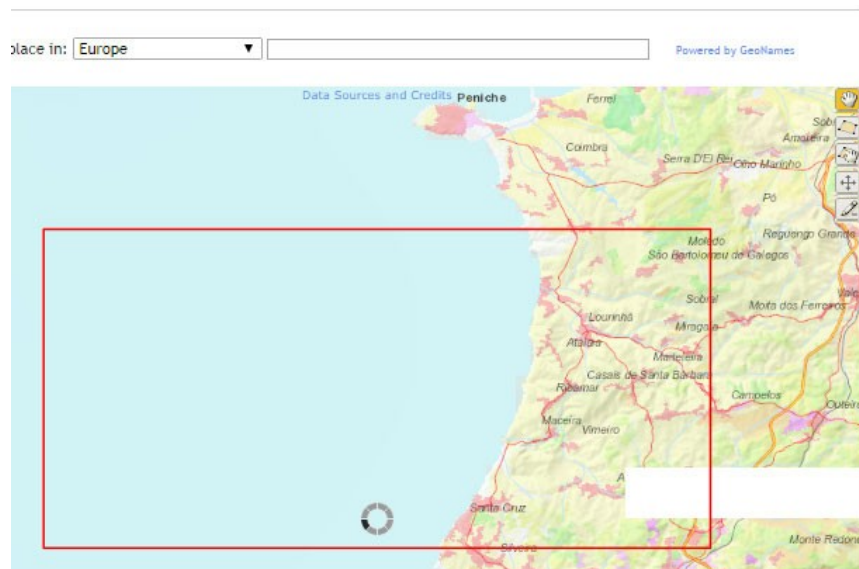 place in: Europe
Powered by GeoNames
Data Sources and Credits
Peniche
Ferrel
Coimbra
Amoreira
Serra D'El Rei
Olho Marinho
Pó
Reguengo Grande
Moledo
São Bartolomeu de Galegos
Sobral
Moita dos Ferreiros
Lourinhã
Miragaia
Atalaia
Marteleira
Casais de Santa Bárbara
Ribamar
Campelos
Outeiro
Maceira
Vimeiro
A
Santa Cruz
Silveira
Monte Redondo